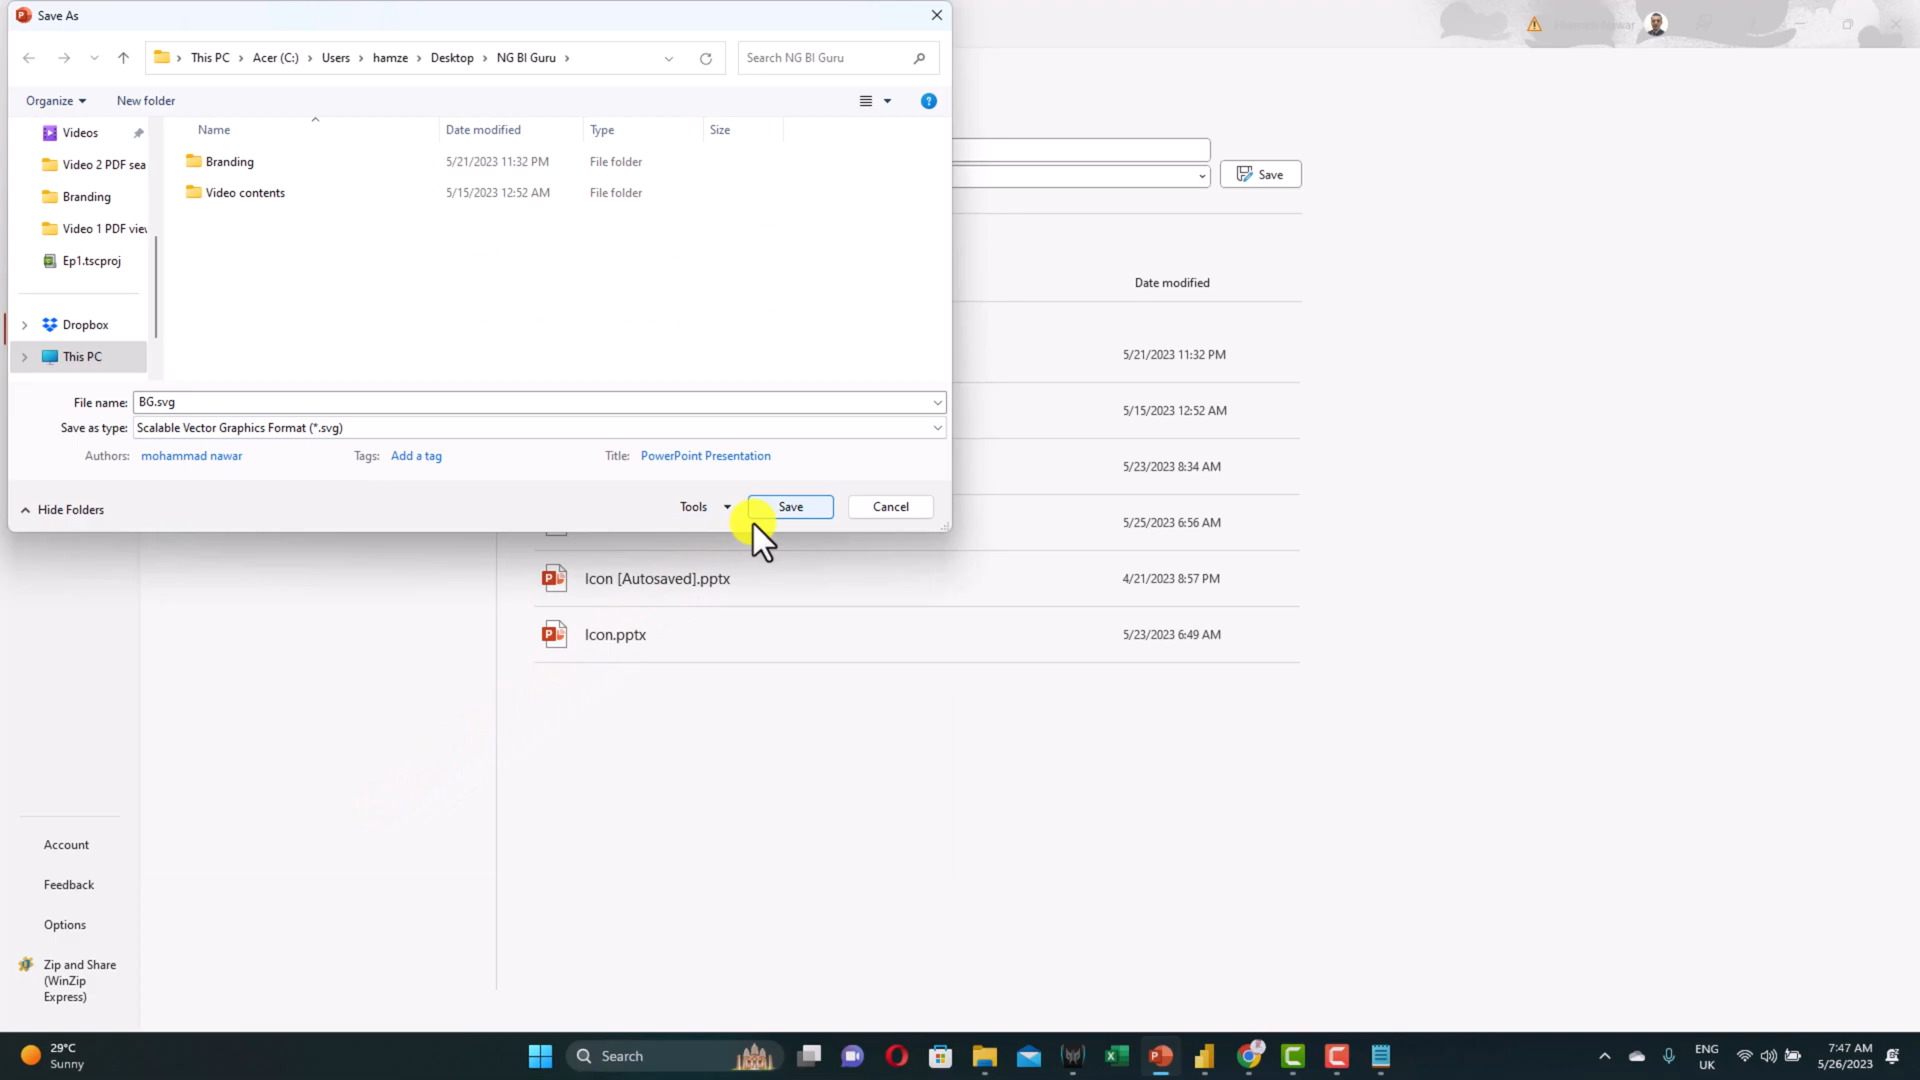 Save As
This PC > Acer (C:) > Users > hamze > Desktop > NG BI Guru >
Search NG BI Guru
Organize
New folder
Name
Date modified
Type
Size
Videos
Video 2 PDF sea
Branding
Video 1 PDF view
Ep1.tscproj
Dropbox
This PC
Branding
5/21/2023 11:32 PM
File folder
Video contents
5/15/2023 12:52 AM
File folder
File name:
BG.svg
Save as type:
Scalable Vector Graphics Format (*.svg)
Authors:
mohammad nawar
Tags:
Add a tag
Title:
PowerPoint Presentation
Hide Folders
Tools
Save
Cancel
Save
Date modified
5/21/2023 11:32 PM
5/15/2023 12:52 AM
5/23/2023 8:34 AM
5/25/2023 6:56 AM
Icon [Autosaved].pptx
4/21/2023 8:57 PM
Icon.pptx
5/23/2023 6:49 AM
Account
Feedback
Options
Zip and Share
(WinZip
Express)
29°C
Sunny
Search
ENG
UK
7:47 AM
5/26/2023